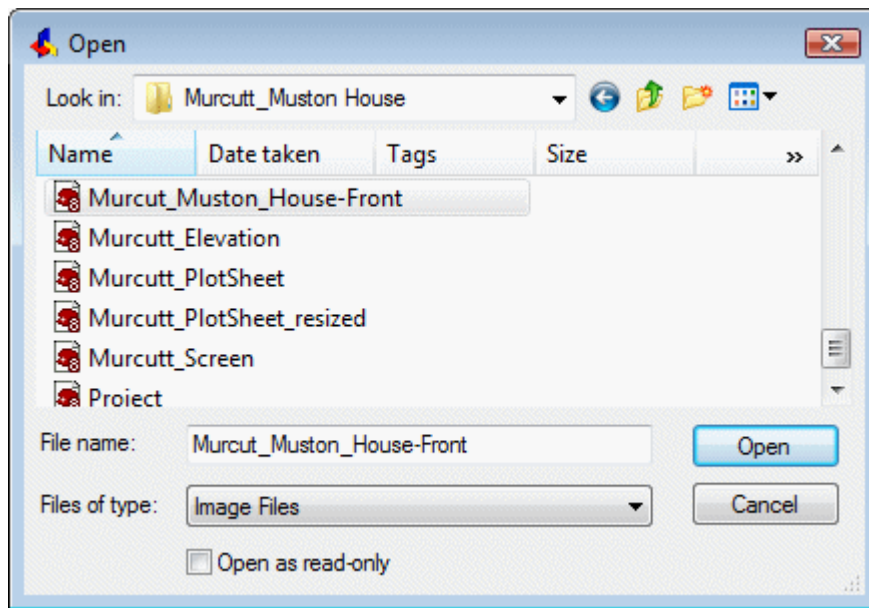 Open
Look in: Murcutt_Muston House
Name Date taken Tags Size »
Murcut_Muston_House-Front
Murcutt_Elevation
Murcutt_PlotSheet
Murcutt_PlotSheet_resized
Murcutt_Screen
Project
File name: Murcut_Muston_House-Front Open
Files of type: Image Files Cancel
Open as read-only